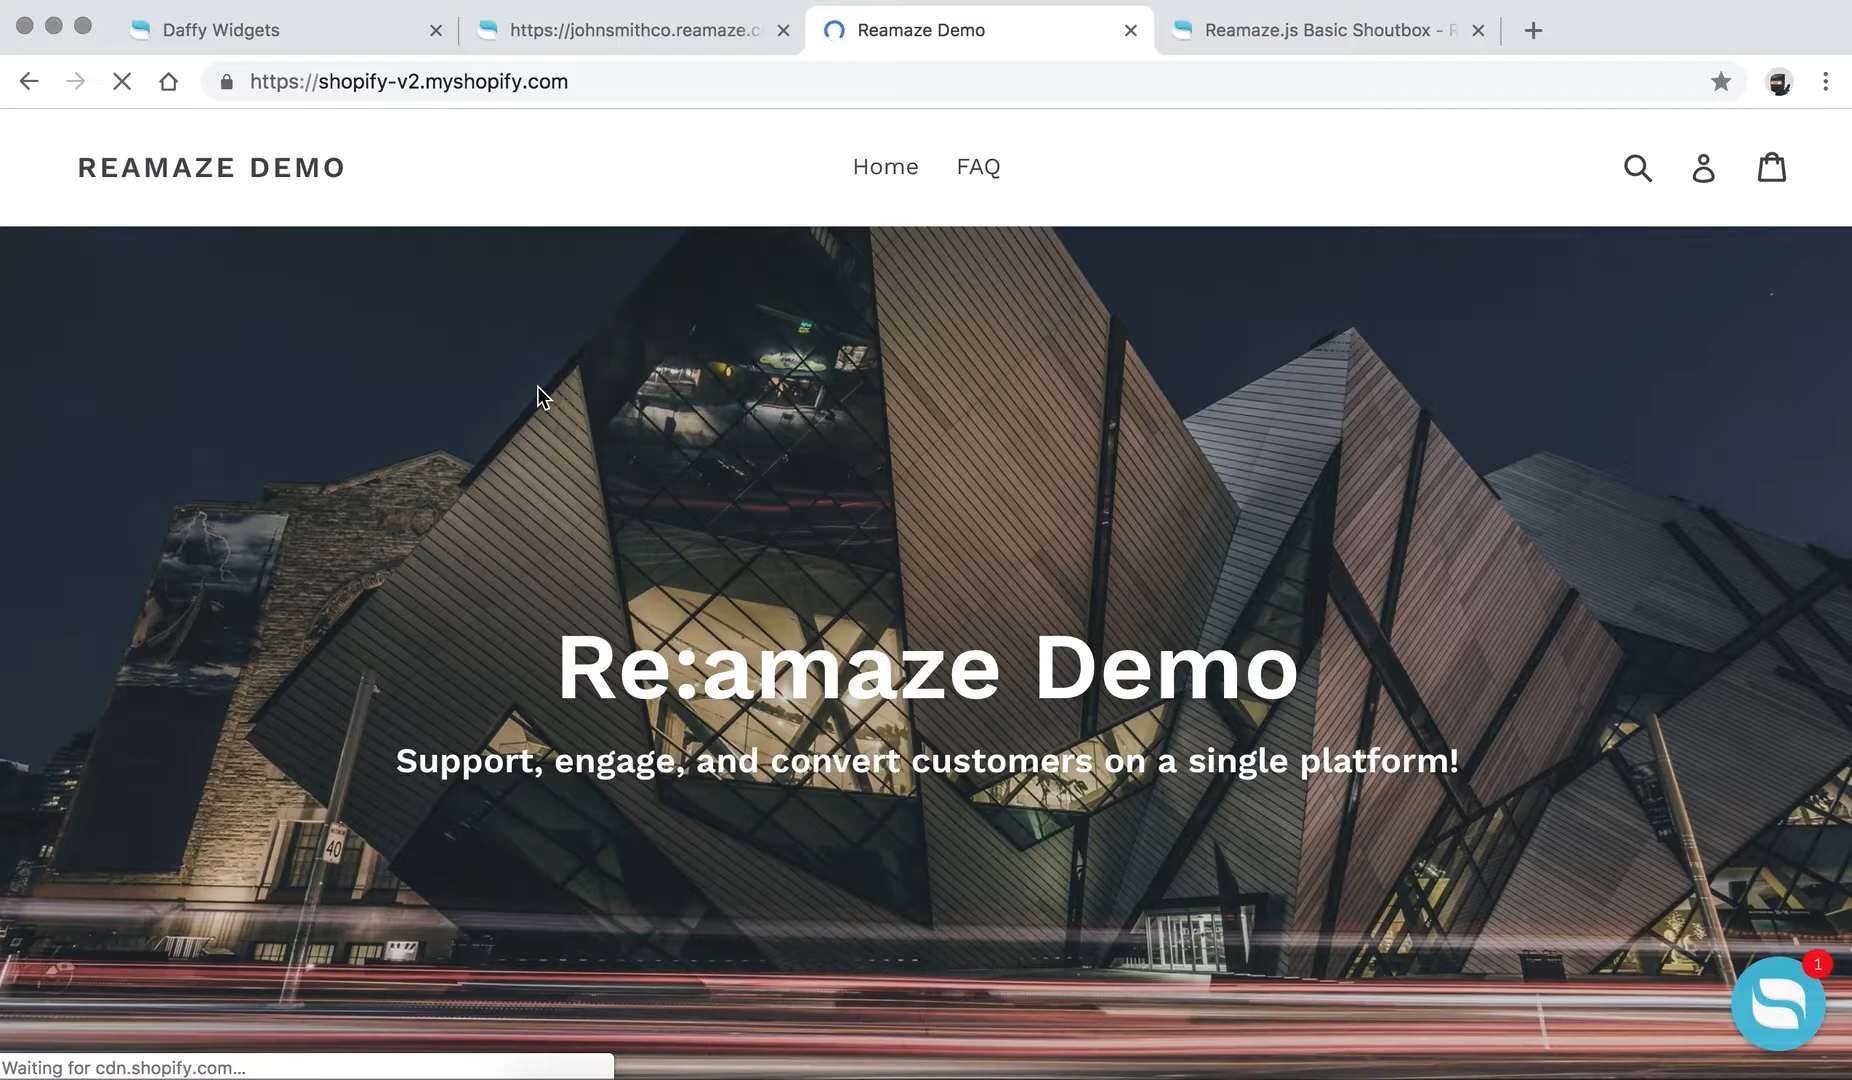 Daffy Widgets
https://johnsmithco.reamaze.c
Reamaze Demo
Reamaze.js Basic Shoutbox -
https://shopify-v2.myshopify.com
REAMAZE DEMO
Home
FAQ
Re:amaze Demo
Support, engage, and convert customers on a single platform!
40
1
Waiting for cdn.shopify.com...